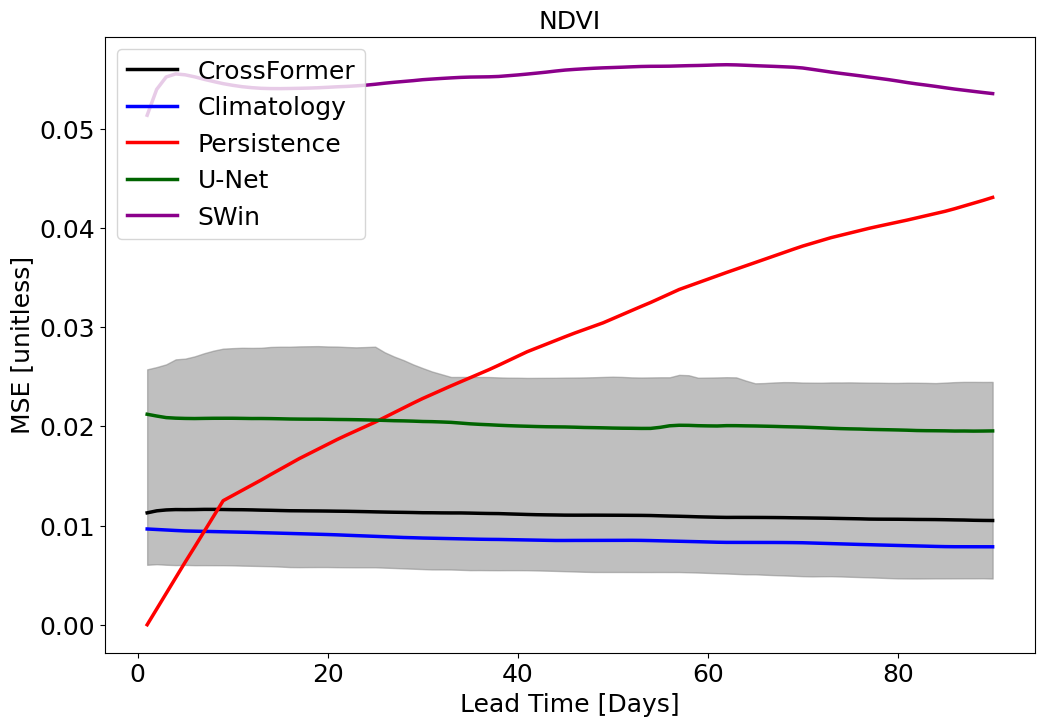 NDVI
CrossFormer
Climatology
Persistence
U-Net
SWin
MSE [unitless]
0.05
0.04
0.03
0.02
0.01
0.00
0
20
40
60
80
Lead Time [Days]